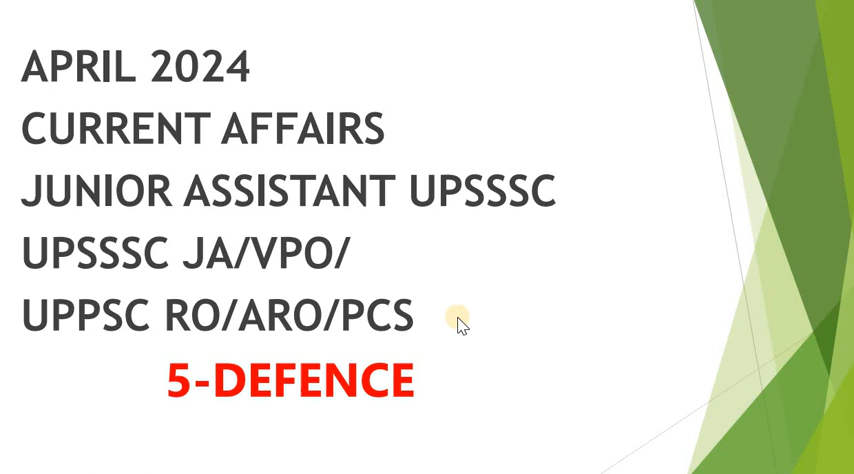 APRIL 2024
CURRENT AFFAIRS
JUNIOR ASSISTANT UPSSSC
UPSSSC JA/VPO/
UPPSC RO/ARO/PCS
5-DEFENCE